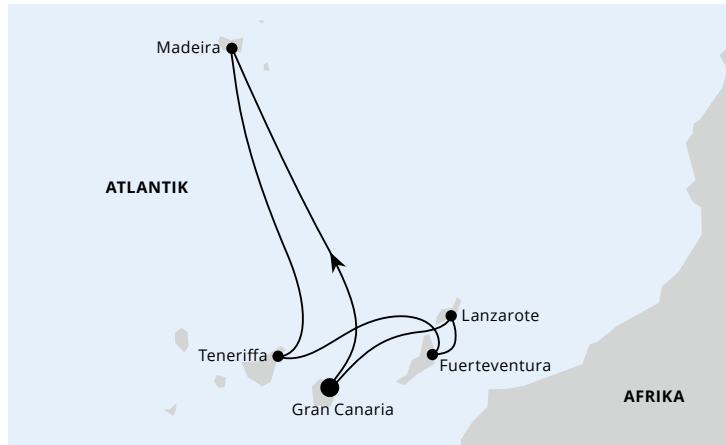 Madeira
ATLANTIK
Lanzarote
Teneriffa
Fuerteventura
Gran Canaria
AFRIKA